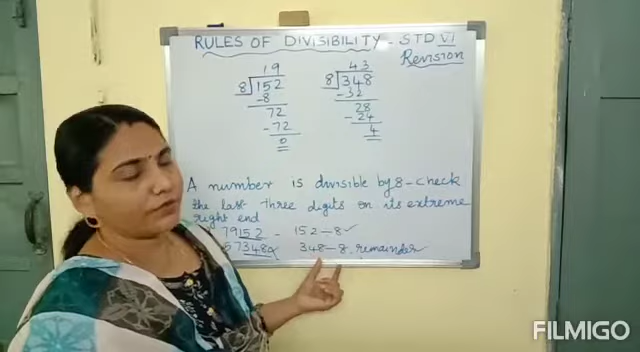 RULES OF DIVISIBILITY - STD VI
Revision
19
8 152
-8
72
-72
0
43
8 348
-32
28
-24
4
A number is divisible by 8 - check
the last three digits on its extreme
right end
79152 - 152-8✓
57348 × 348-8 remainder ✓
FILMIGO